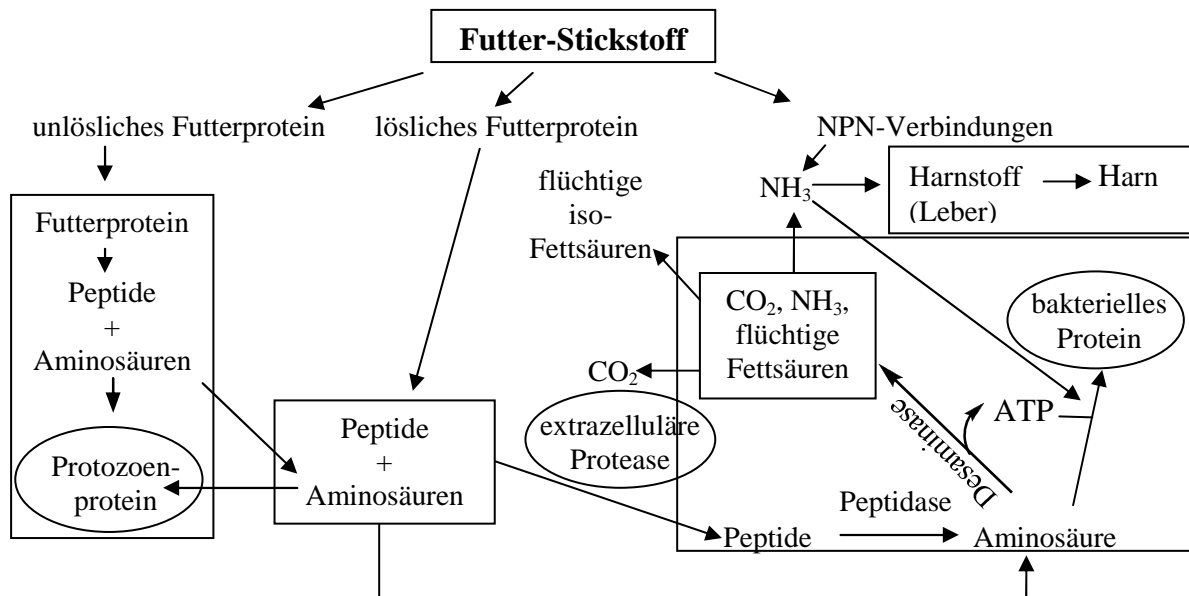 Futter-Stickstoff
unlösliches Futterprotein
lösliches Futterprotein
NPN-Verbindungen
flüchtige
iso-
Fettsäuren
NH₃
Harnstoff
(Leber)
Harn
Futterprotein
Peptide
+
Aminosäuren
Protozoen-
protein
Peptide
+
Aminosäuren
CO₂
extrazelluläre
Protease
CO₂, NH₃,
flüchtige
Fettsäuren
bakterielles
Protein
ATP
Desaminase
Peptidase
Peptide
Aminosäure